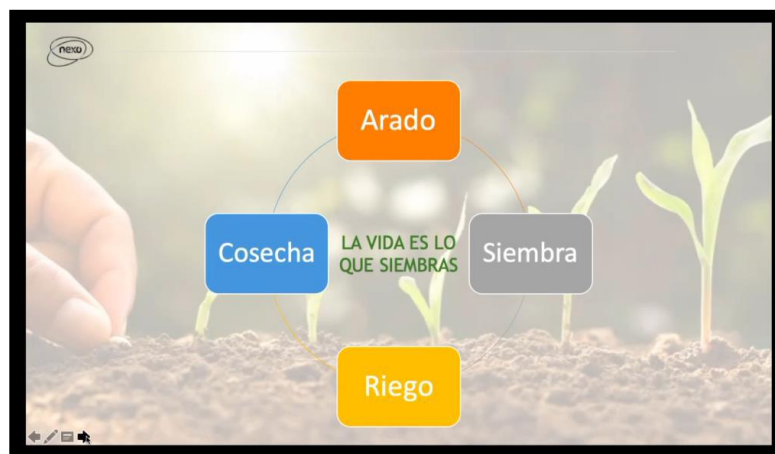 nexo
Arado
Cosecha
LA VIDA ES LO
QUE SIEMBRAS
Siembra
Riego